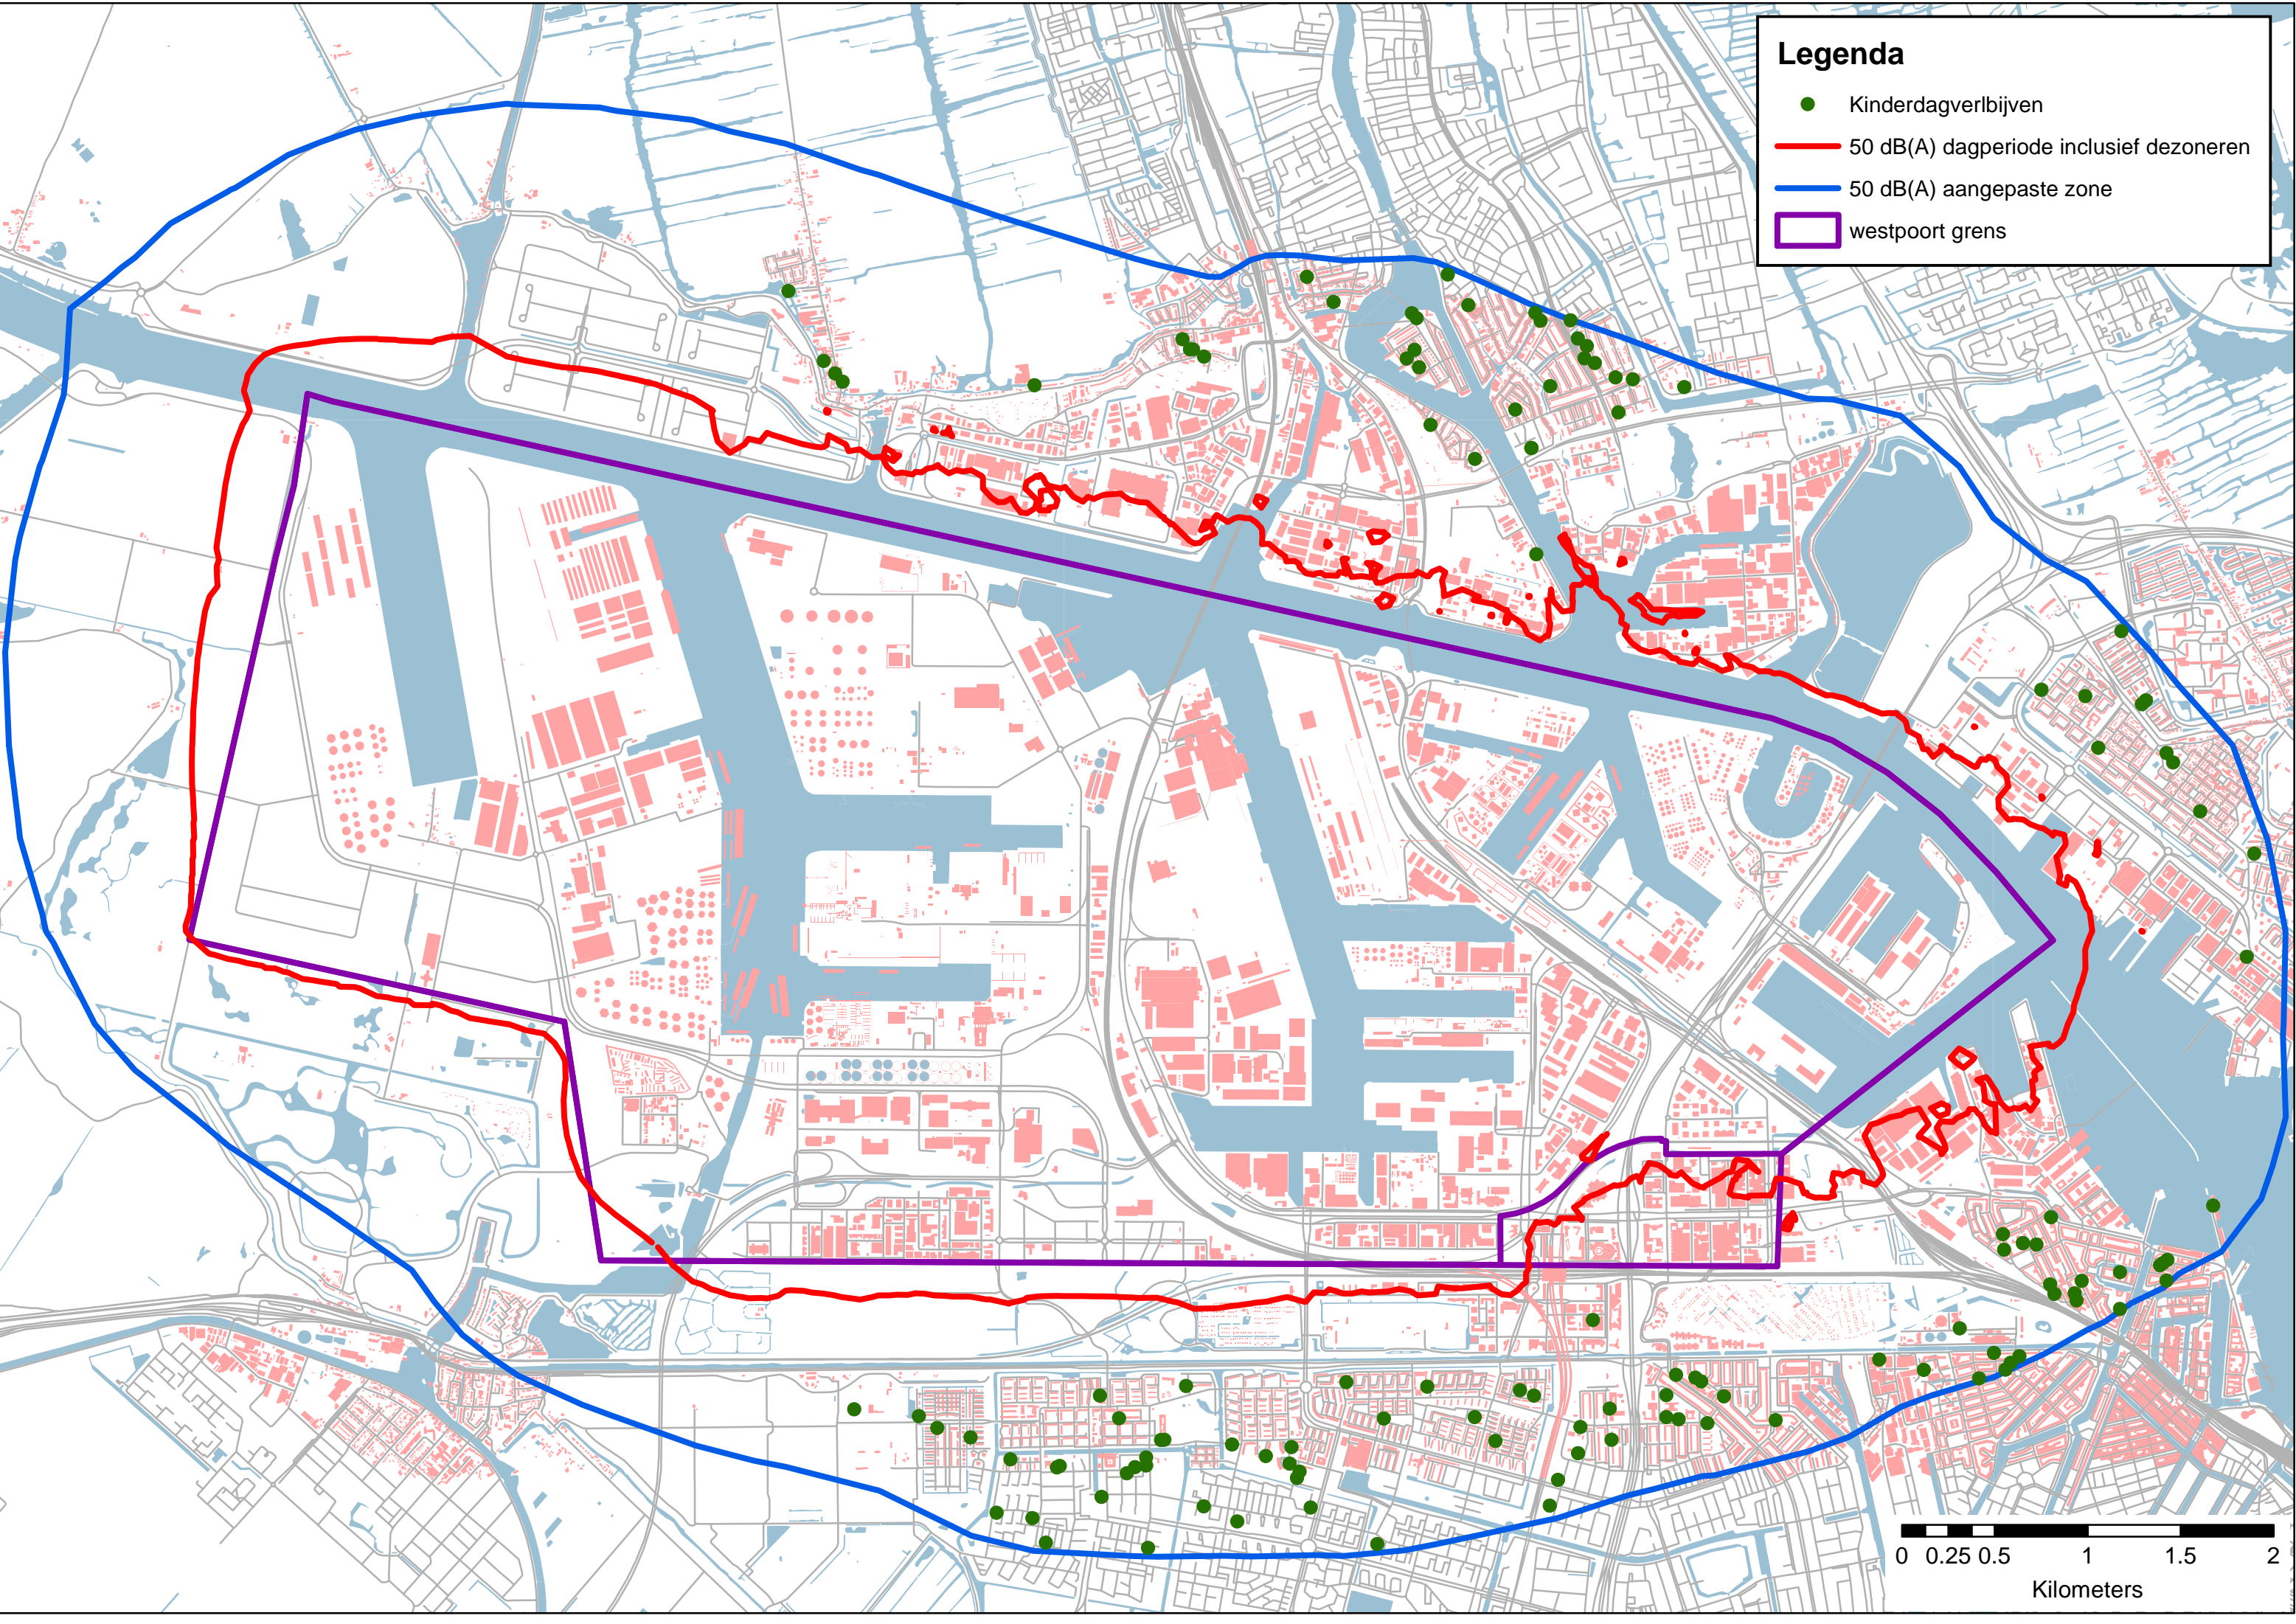 Legenda
Kinderdagverlbijven
50 dB(A) dagperiode inclusief dezoneren
50 dB(A) aangepaste zone
westpoort grens
0 0.25 0.5 1 1.5 2
Kilometers